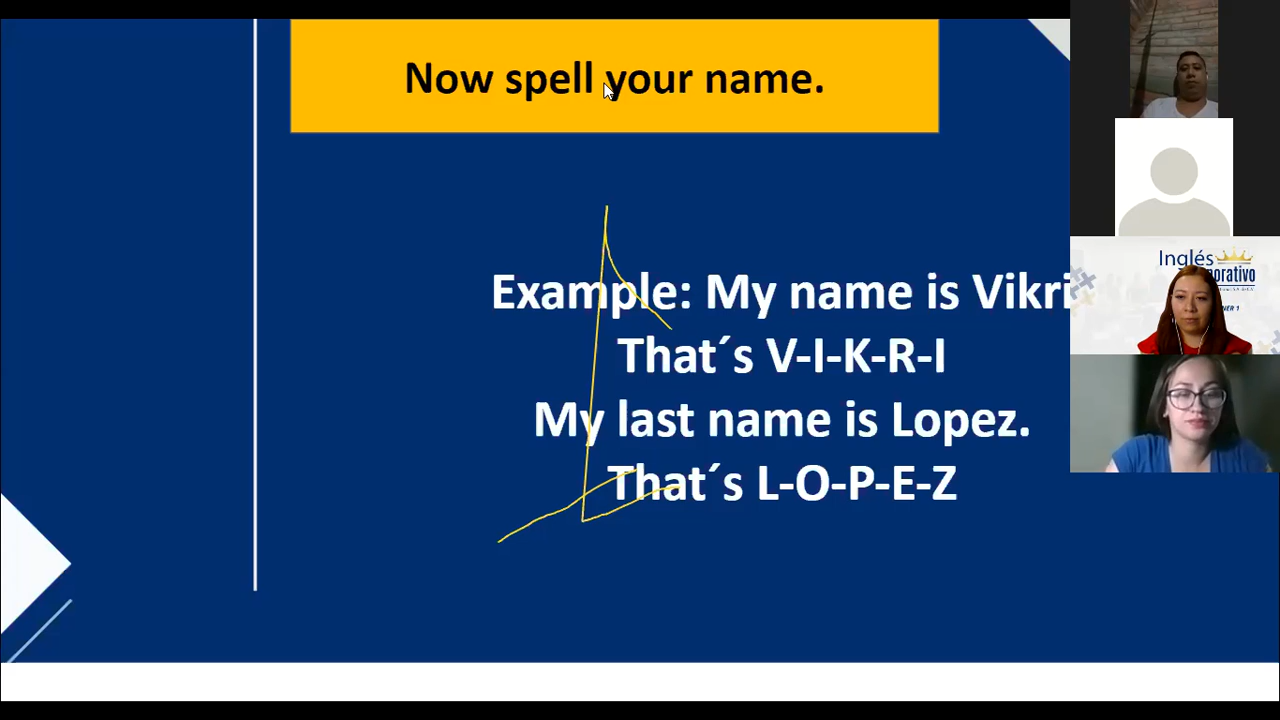 Now spell your name.
Example: My name is Vikri
That´s V-I-K-R-I
My last name is Lopez.
That´s L-O-P-E-Z
Inglés